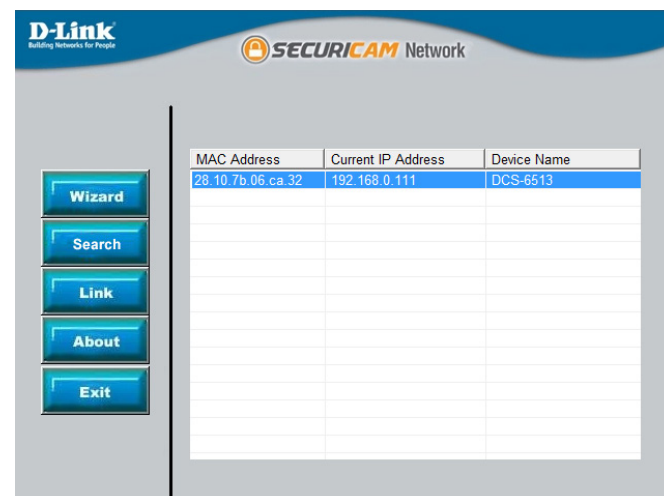 D-Link
Building Networks for People
SECURICAM Network
MAC Address Current IP Address Device Name
28.10.7b.06.ca.32 192.168.0.111 DCS-6513
Wizard
Search
Link
About
Exit